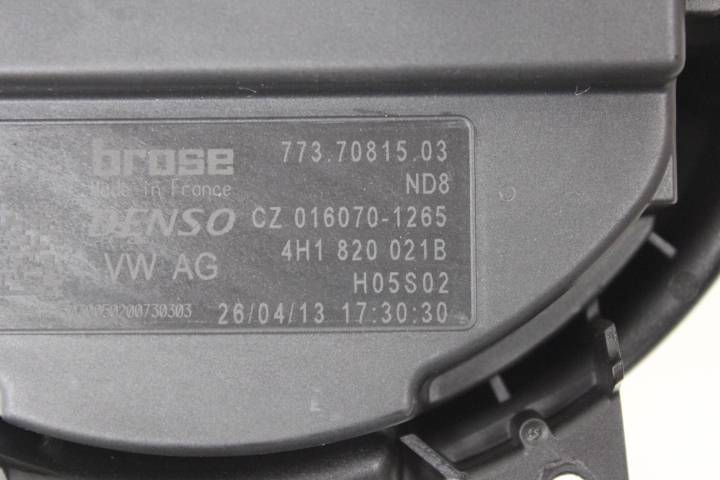 brose 773.70815.03
Made in France ND8
DENSO CZ 016070-1265
VW AG 4H1 820 021B
H05S02
26/04/13 17:30:30